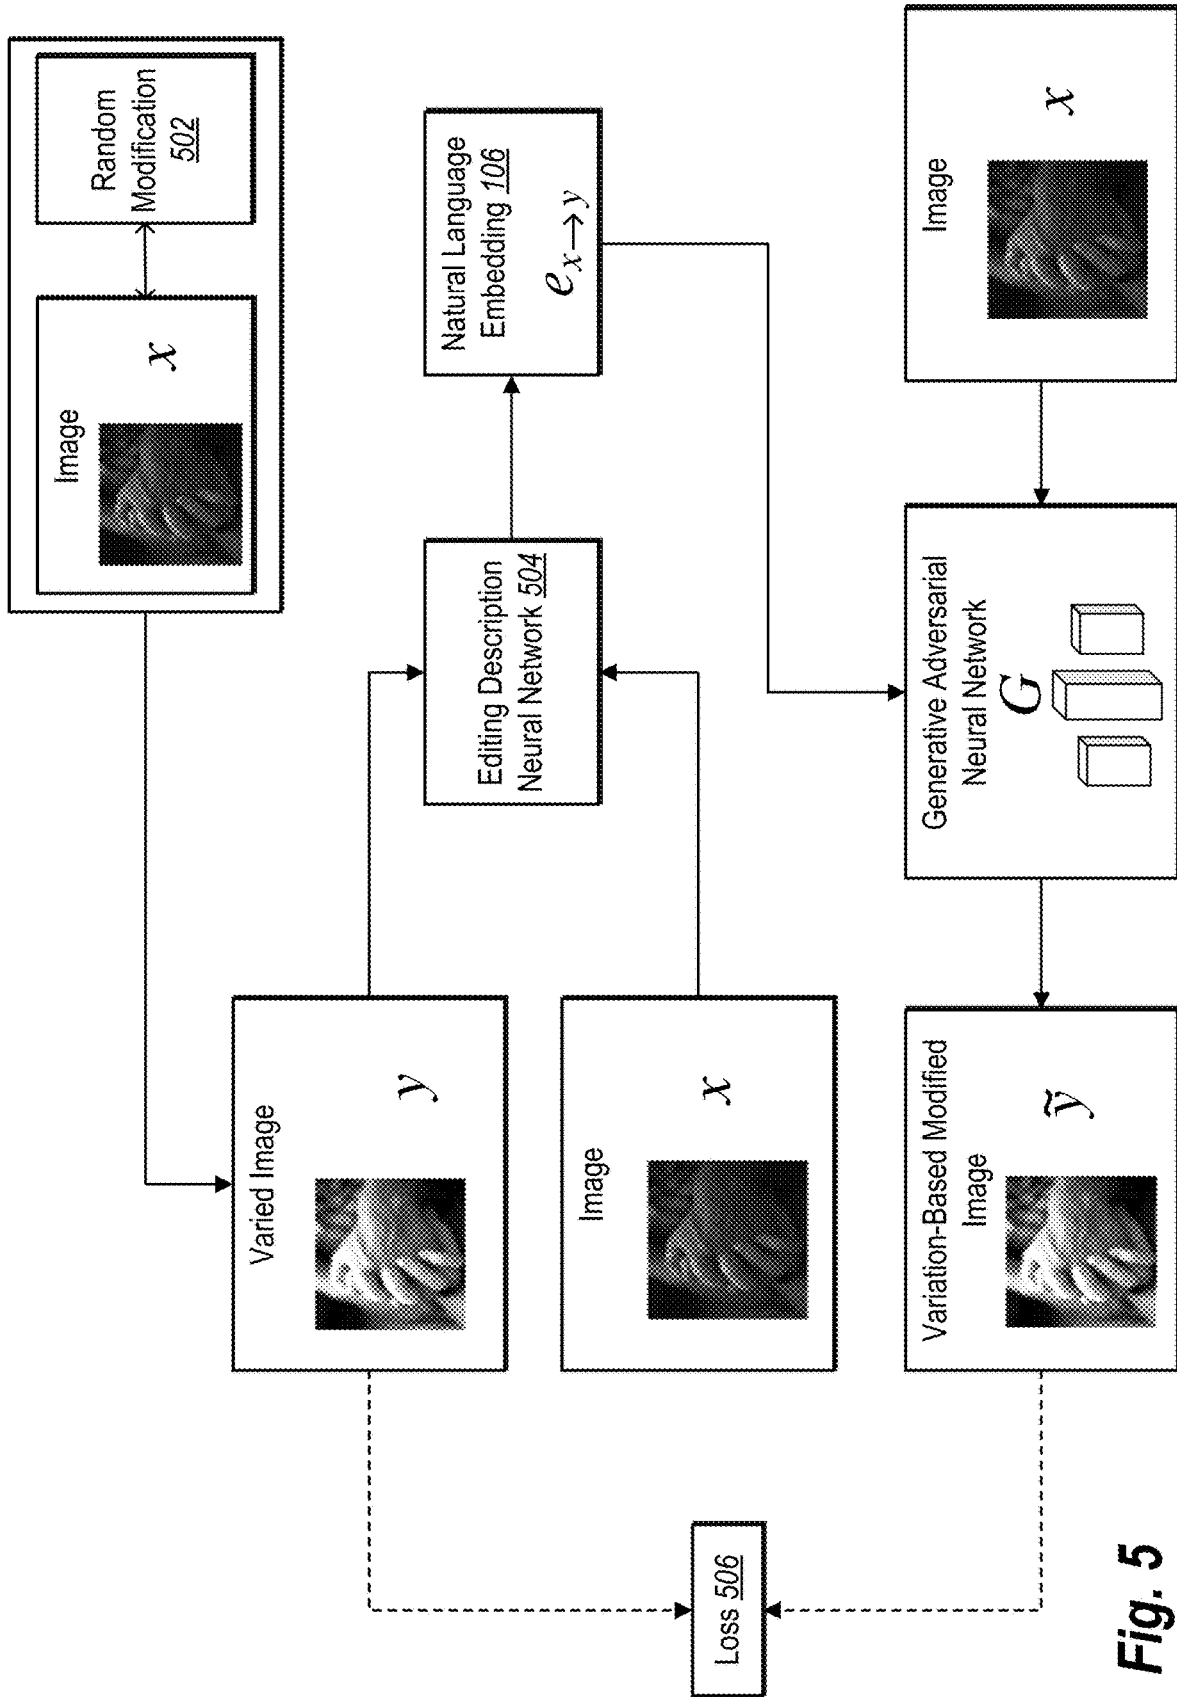 Image
x
Random
Modification
502
Varied Image
y
Image
x
Editing Description
Neural Network 504
Natural Language
Embedding 106
e x→y
Loss 506
Variation-Based Modified
Image
ỹ
Generative Adversarial
Neural Network
G
Image
x
Fig. 5